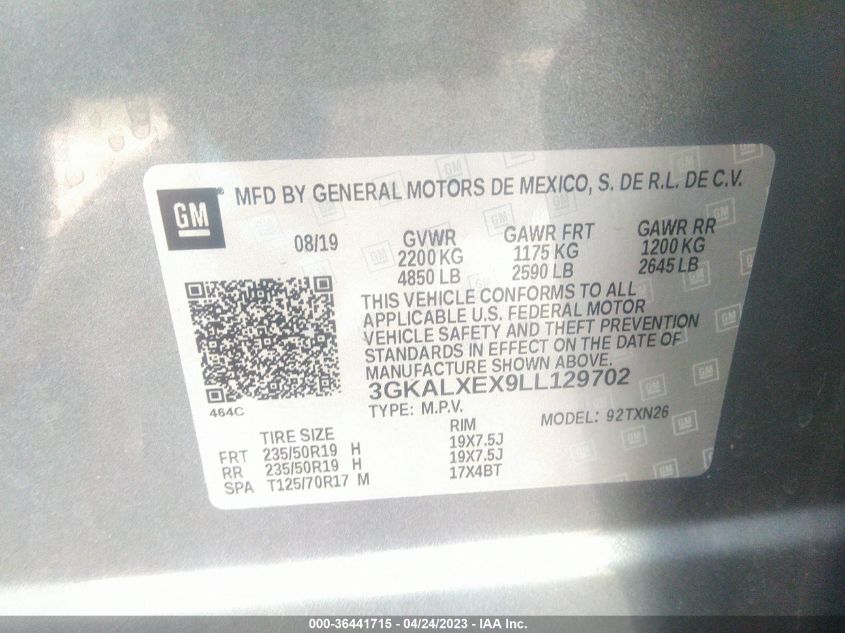 GM ® MFD BY GENERAL MOTORS DE MEXICO, S. DE R.L. DE C.V.
08/19 GVWR GAWR FRT GAWR RR
2200 KG 1175 KG 1200 KG
4850 LB 2590 LB 2645 LB
THIS VEHICLE CONFORMS TO ALL
APPLICABLE U.S. FEDERAL MOTOR
VEHICLE SAFETY AND THEFT PREVENTION
STANDARDS IN EFFECT ON THE DATE OF
MANUFACTURE SHOWN ABOVE.
3GKALXEX9LL129702
464C TYPE: M.P.V. MODEL: 92TXN26
TIRE SIZE RIM
FRT 235/50R19 H 19X7.5J
RR 235/50R19 H 19X7.5J
SPA T125/70R17 M 17X4BT
000-36441715 - 04/24/2023 - IAA Inc.